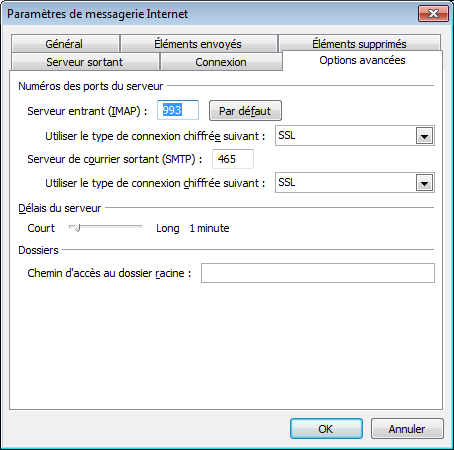 Paramètres de messagerie Internet
Général Éléments envoyés Éléments supprimés
Serveur sortant Connexion Options avancées
Numéros des ports du serveur
Serveur entrant (IMAP) : 993 Par défaut
Utiliser le type de connexion chiffrée suivant : SSL
Serveur de courrier sortant (SMTP) : 465
Utiliser le type de connexion chiffrée suivant : SSL
Délais du serveur
Court Long 1 minute
Dossiers
Chemin d'accès au dossier racine :
OK Annuler